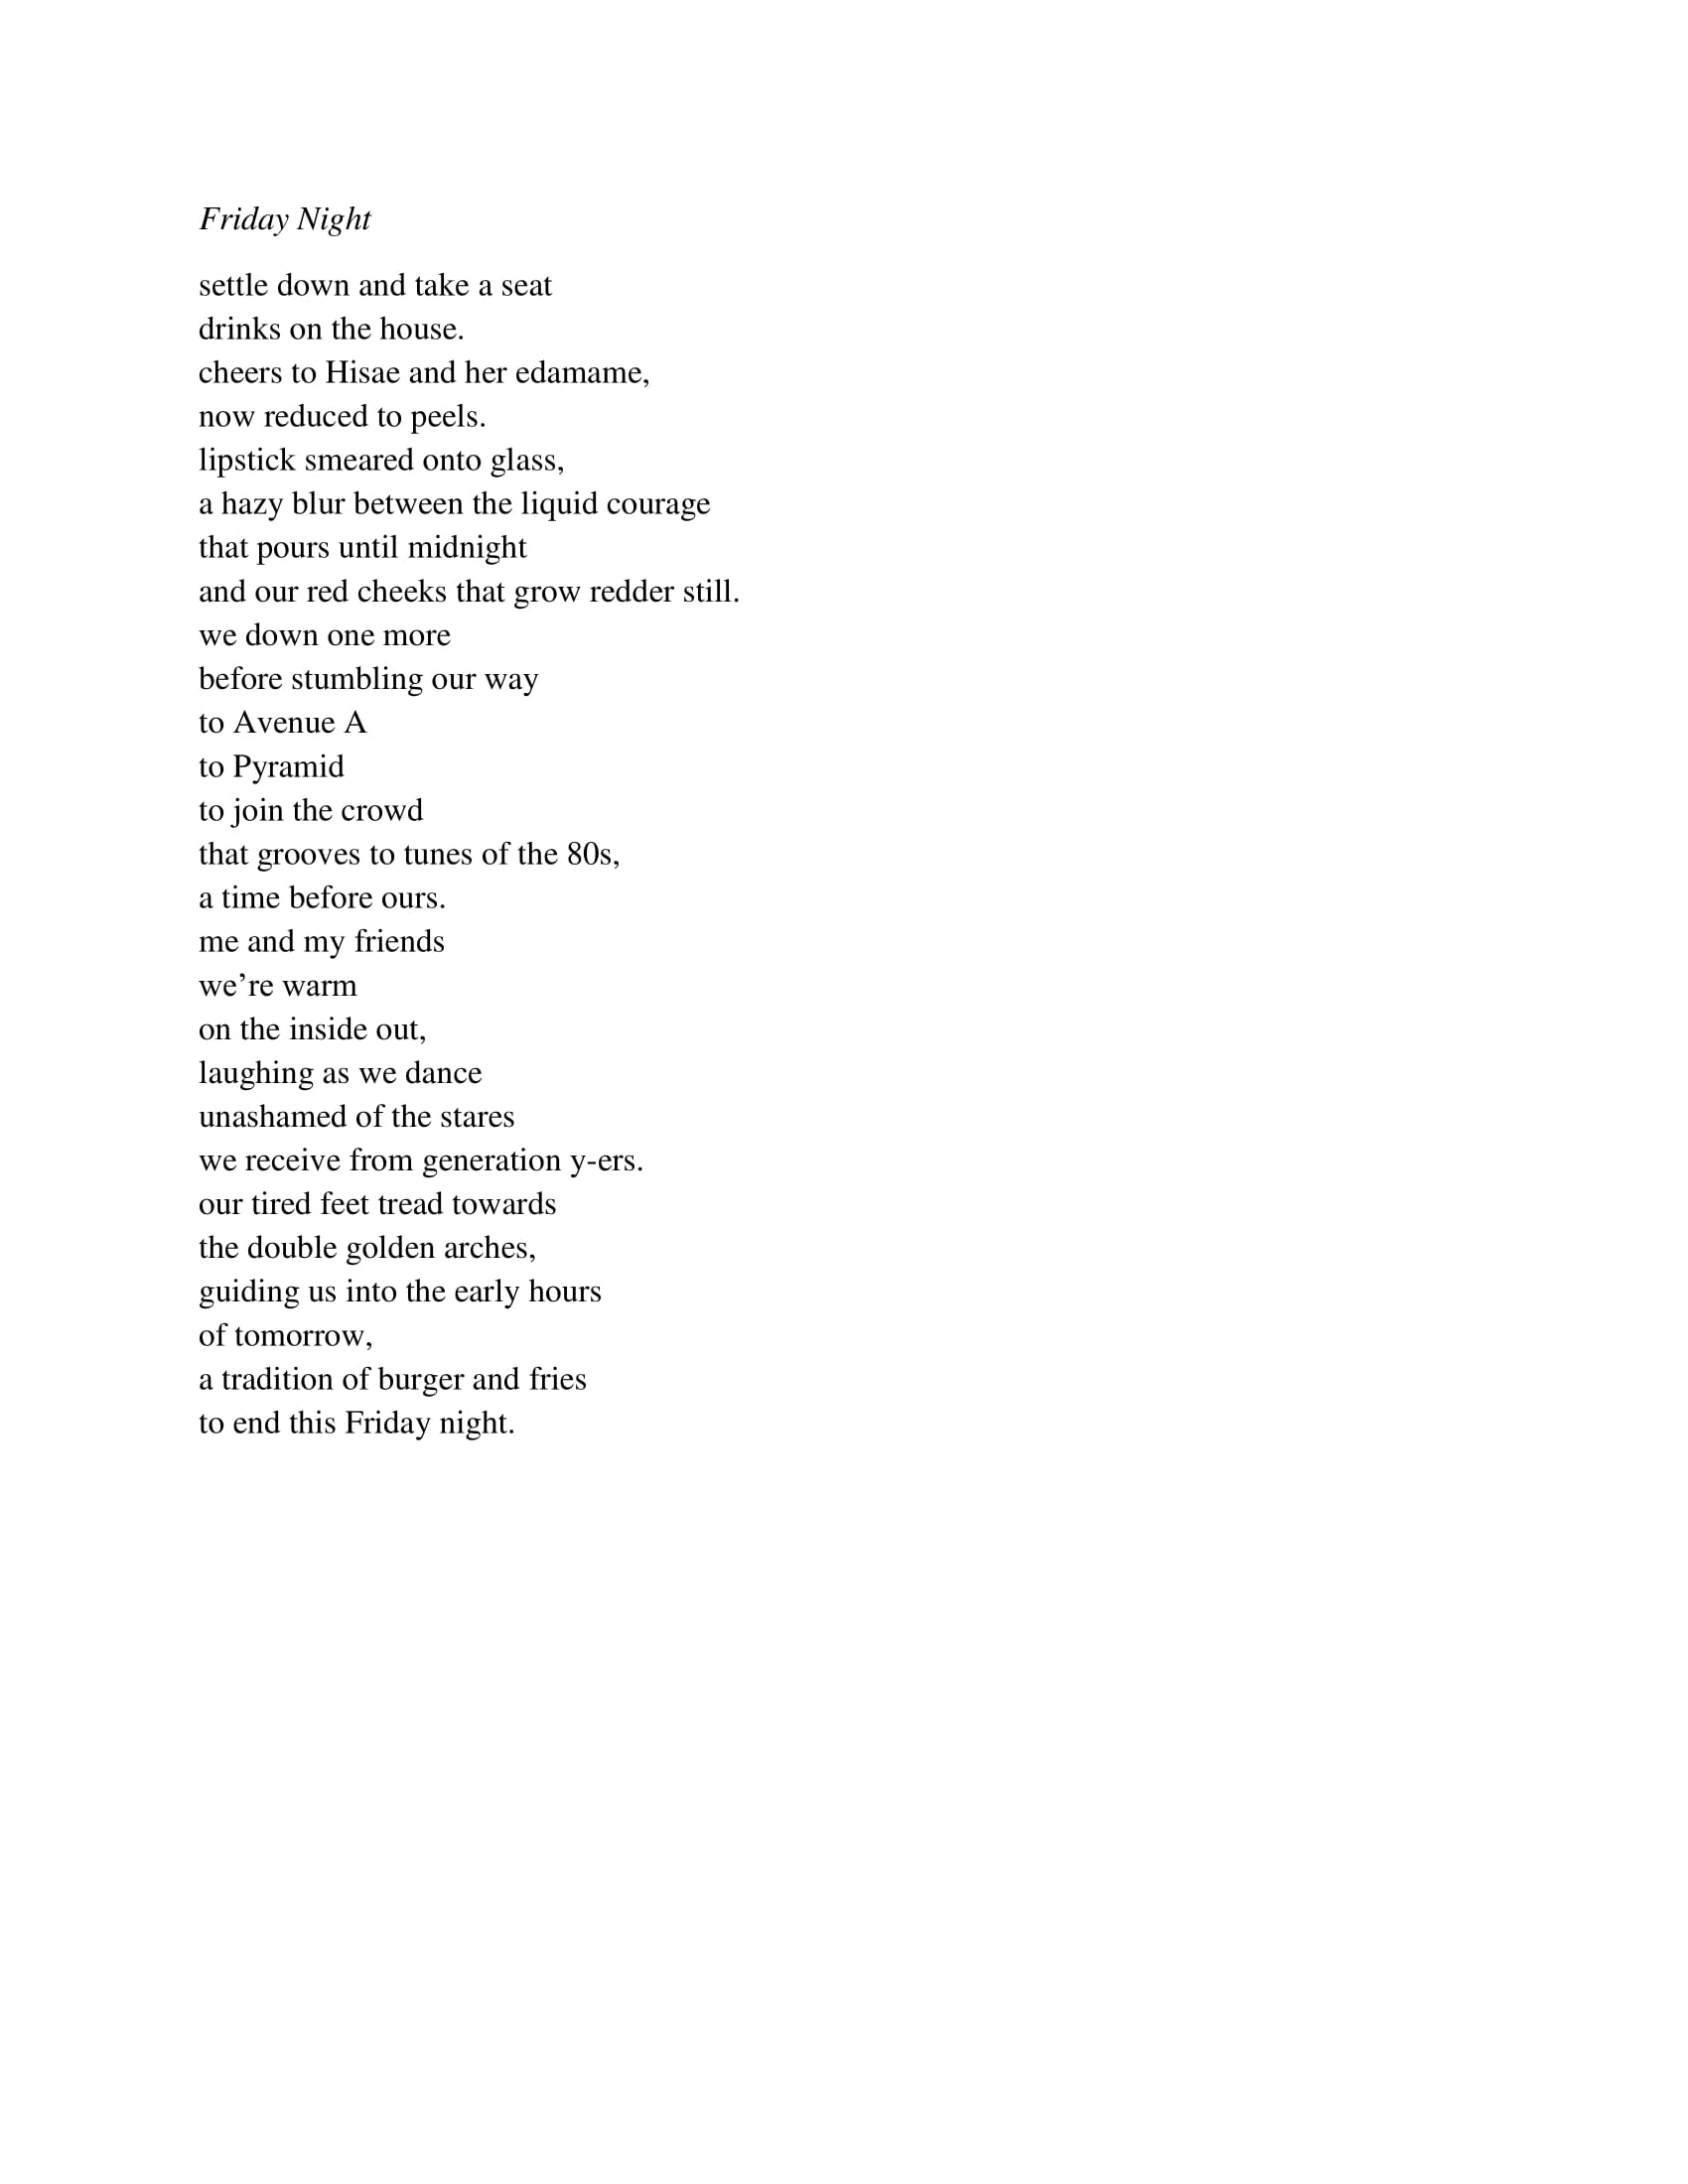 Friday Night
settle down and take a seat
drinks on the house.
cheers to Hisae and her edamame,
now reduced to peels.
lipstick smeared onto glass,
a hazy blur between the liquid courage
that pours until midnight
and our red cheeks that grow redder still.
we down one more
before stumbling our way
to Avenue A
to Pyramid
to join the crowd
that grooves to tunes of the 80s,
a time before ours.
me and my friends
we’re warm
on the inside out,
laughing as we dance
unashamed of the stares
we receive from generation y-ers.
our tired feet tread towards
the double golden arches,
guiding us into the early hours
of tomorrow,
a tradition of burger and fries
to end this Friday night.